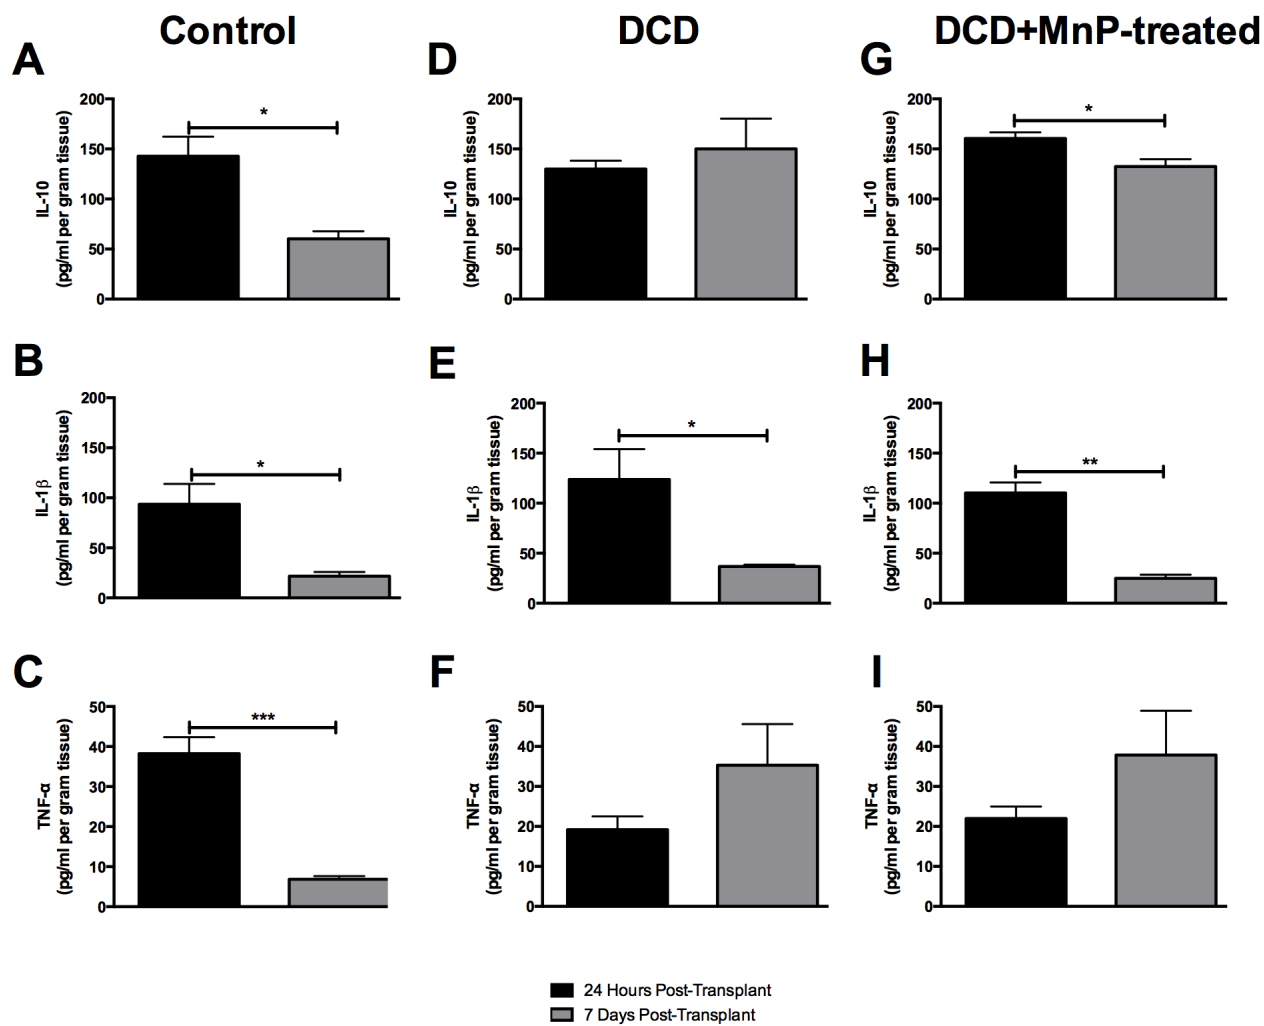 Control
DCD
DCD+MnP-treated
A
200
150
100
50
0
IL-10
(pg/ml per gram tissue)
*
D
200
150
100
50
0
IL-10
(pg/ml per gram tissue)
G
200
150
100
50
0
IL-10
(pg/ml per gram tissue)
*
B
200
150
100
50
0
IL-1β
(pg/ml per gram tissue)
*
E
200
150
100
50
0
IL-1β
(pg/ml per gram tissue)
*
H
200
150
100
50
0
IL-1β
(pg/ml per gram tissue)
**
C
50
40
30
20
10
0
TNF-α
(pg/ml per gram tissue)
***
F
50
40
30
20
10
0
TNF-α
(pg/ml per gram tissue)
I
50
40
30
20
10
0
TNF-α
(pg/ml per gram tissue)
24 Hours Post-Transplant
7 Days Post-Transplant